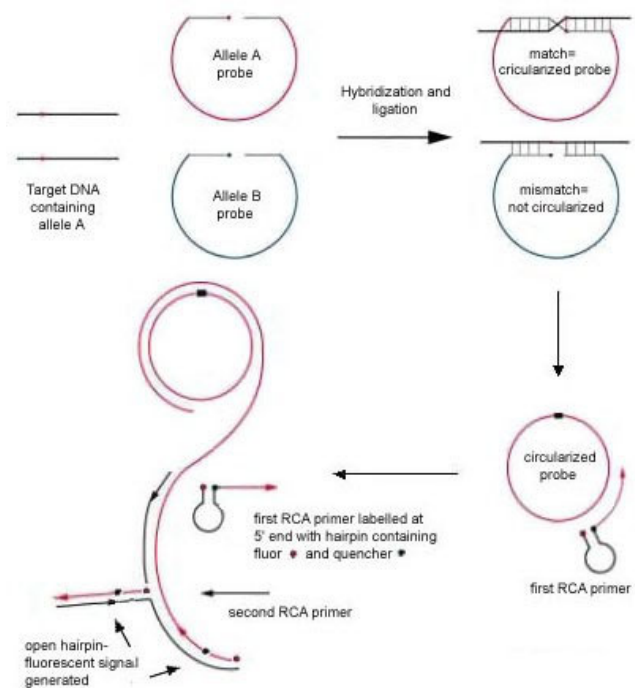 Allele A
probe
Hybridization and
ligation
match=
cricularized probe
Target DNA
containing
allele A
Allele B
probe
mismatch=
not circularized
circularized
probe
first RCA primer
first RCA primer labelled at
5' end with hairpin containing
fluor and quencher
second RCA primer
open hairpin-
fluorescent signal
generated